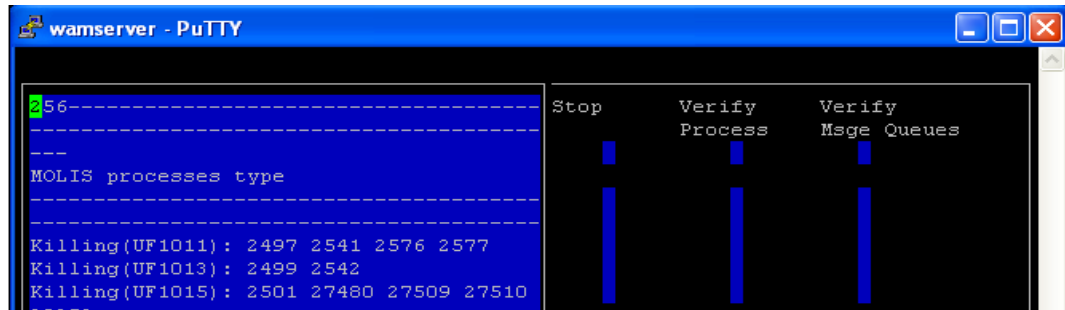 wamserver - PuTTY
256-------------------------------------
----------------------------------------
---
MOLIS processes type
----------------------------------------
----------------------------------------
Killing(UF1011): 2497 2541 2576 2577
Killing(UF1013): 2499 2542
Killing(UF1015): 2501 27480 27509 27510
Stop Verify Verify
Process Msge Queues